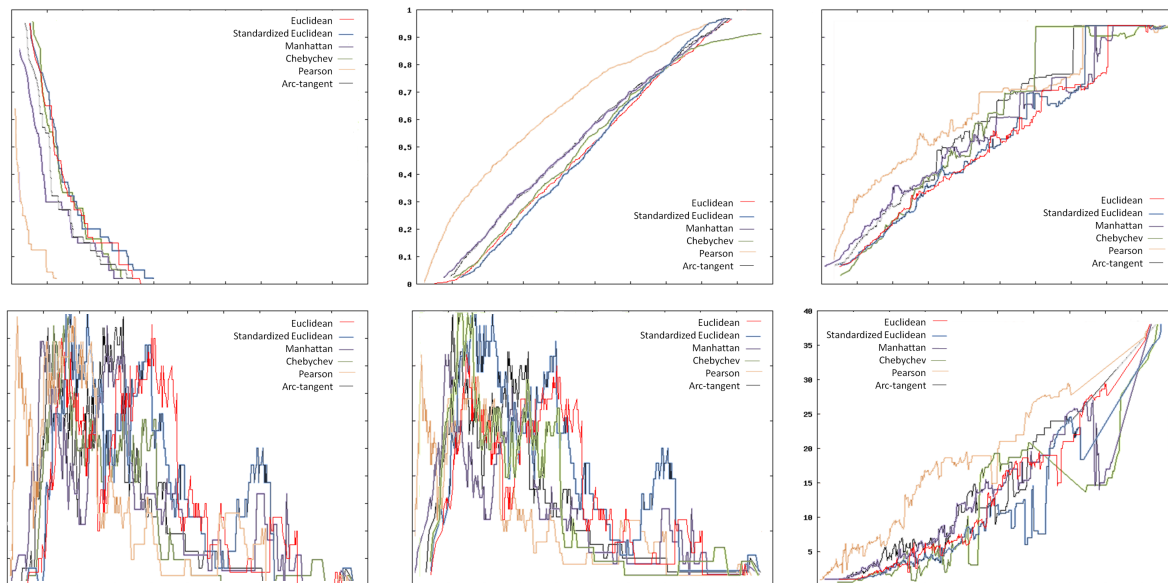 Euclidean
Standardized Euclidean
Manhattan
Chebychev
Pearson
Arc-tangent
1
0,9
0,8
0,7
0,6
0,5
0,4
0,3
0,2
0,1
0
Euclidean
Standardized Euclidean
Manhattan
Chebychev
Pearson
Arc-tangent
Euclidean
Standardized Euclidean
Manhattan
Chebychev
Pearson
Arc-tangent
Euclidean
Standardized Euclidean
Manhattan
Chebychev
Pearson
Arc-tangent
Euclidean
Standardized Euclidean
Manhattan
Chebychev
Pearson
Arc-tangent
40
35
30
25
20
15
10
5
Euclidean
Standardized Euclidean
Manhattan
Chebychev
Pearson
Arc-tangent